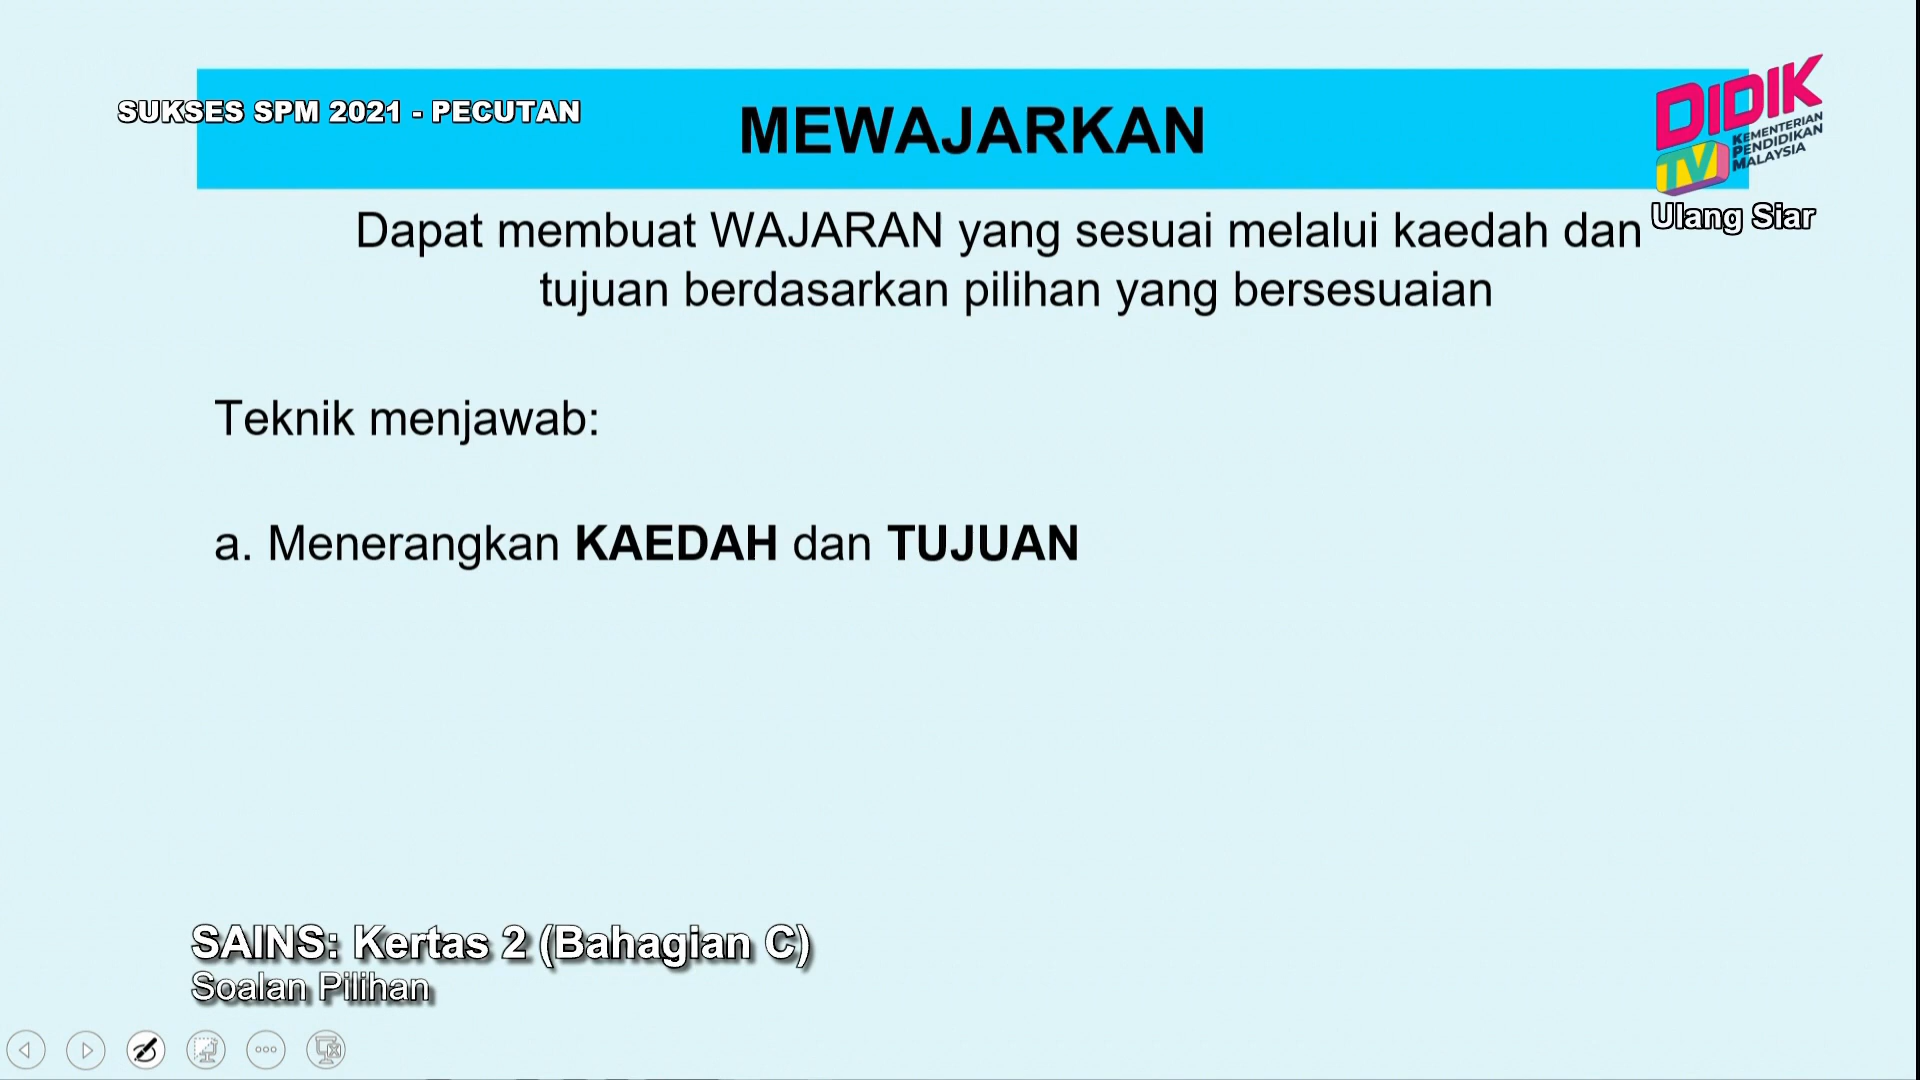 SUKSES SPM 2021 - PECUTAN
MEWAJARKAN
DIDIK
TV
KEMENTERIAN
PENDIDIKAN
MALAYSIA
Ulang Siar
Dapat membuat WAJARAN yang sesuai melalui kaedah dan
tujuan berdasarkan pilihan yang bersesuaian
Teknik menjawab:
a. Menerangkan KAEDAH dan TUJUAN
SAINS: Kertas 2 (Bahagian C)
Soalan Pilihan